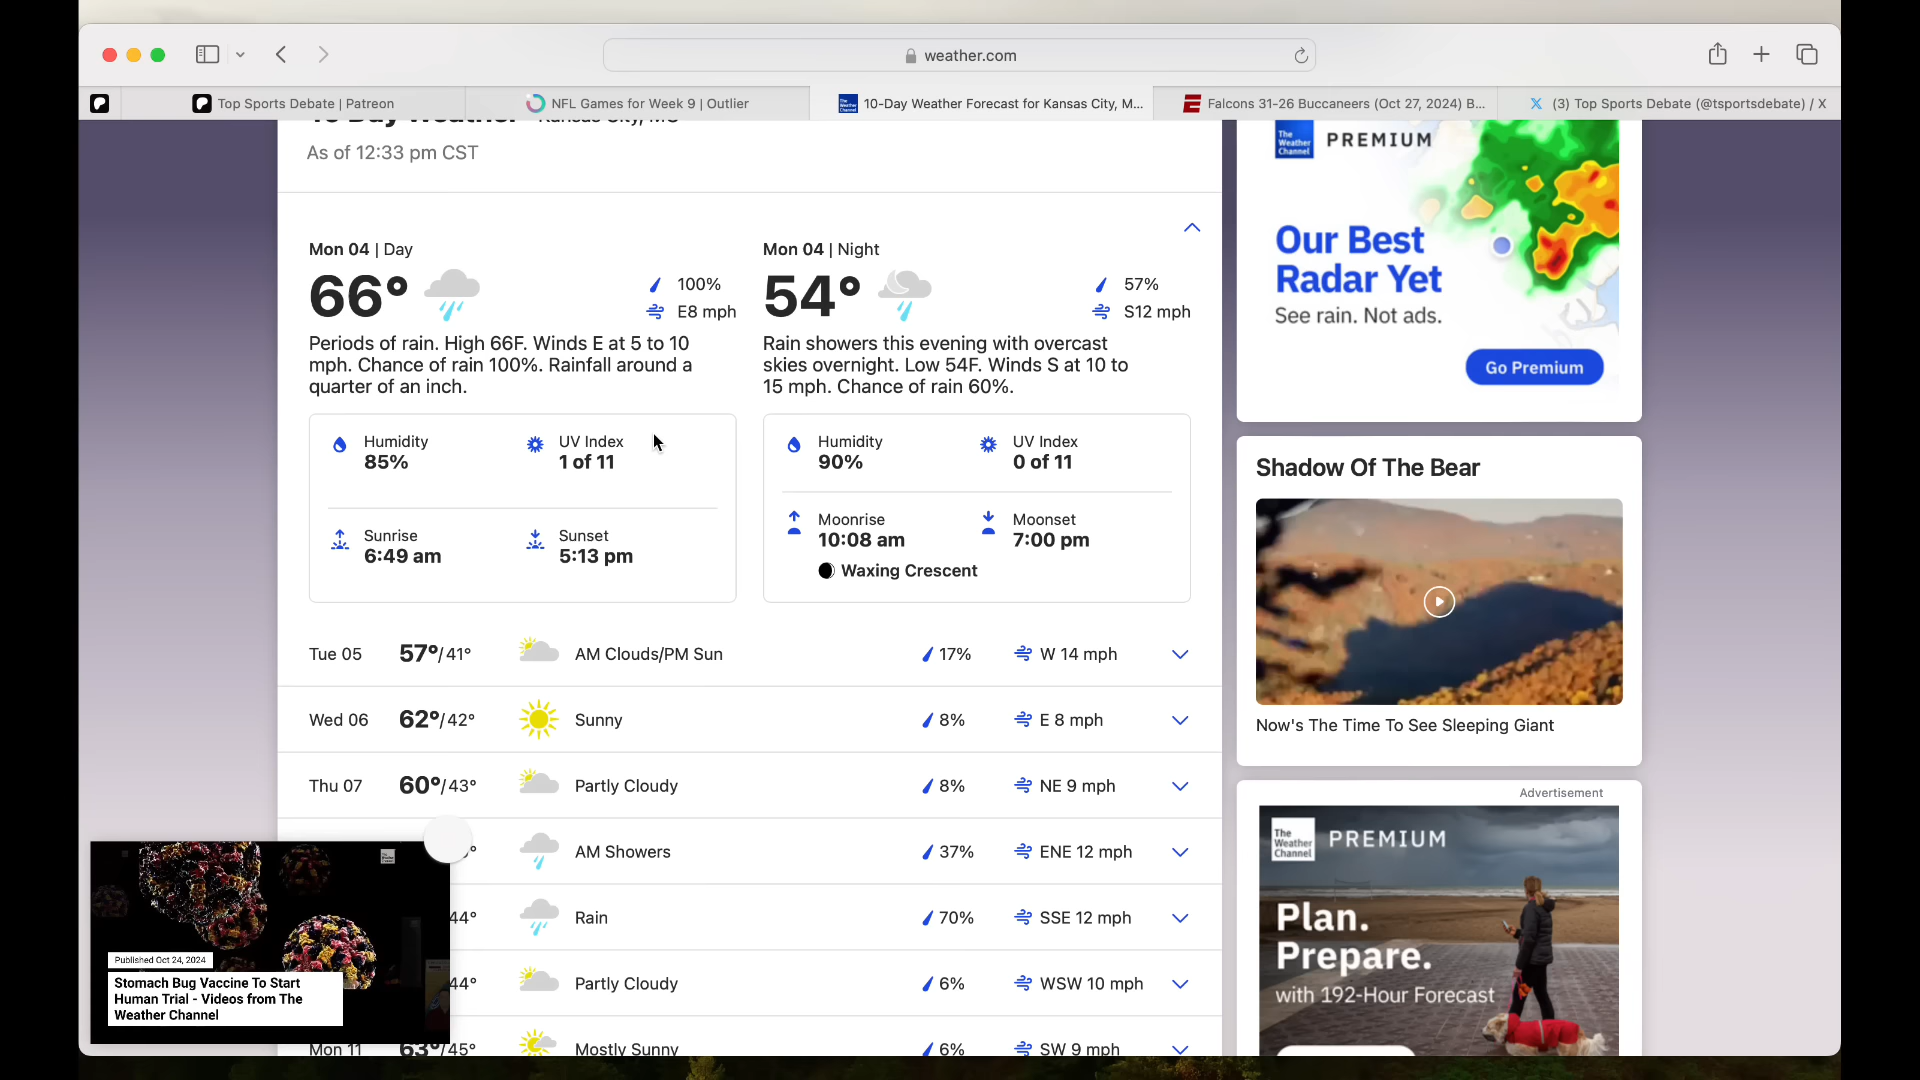 weather.com
Top Sports Debate | Patreon
NFL Games for Week 9 | Outlier
10-Day Weather Forecast for Kansas City, M...
Falcons 31-26 Buccaneers (Oct 27, 2024) B...
(3) Top Sports Debate (@tsportsdebate) / X
As of 12:33 pm CST
Mon 04 | Day
66°
100%
E8 mph
Periods of rain. High 66F. Winds E at 5 to 10
mph. Chance of rain 100%. Rainfall around a
quarter of an inch.
Humidity
85%
UV Index
1 of 11
Sunrise
6:49 am
Sunset
5:13 pm
Mon 04 | Night
54°
57%
S12 mph
Rain showers this evening with overcast
skies overnight. Low 54F. Winds S at 10 to
15 mph. Chance of rain 60%.
Humidity
90%
UV Index
0 of 11
Moonrise
10:08 am
Moonset
7:00 pm
Waxing Crescent
Tue 05 57°/41° AM Clouds/PM Sun 17% W 14 mph
Wed 06 62°/42° Sunny 8% E 8 mph
Thu 07 60°/43° Partly Cloudy 8% NE 9 mph
AM Showers 37% ENE 12 mph
44° Rain 70% SSE 12 mph
44° Partly Cloudy 6% WSW 10 mph
Mon 11 63°/45° Mostly Sunny 6% SW 9 mph
Published Oct 24, 2024
Stomach Bug Vaccine To Start
Human Trial - Videos from The
Weather Channel
The
Weather
Channel
PREMIUM
Our Best
Radar Yet
See rain. Not ads.
Go Premium
Shadow Of The Bear
Now's The Time To See Sleeping Giant
Advertisement
The
Weather
Channel
PREMIUM
Plan.
Prepare.
with 192-Hour Forecast